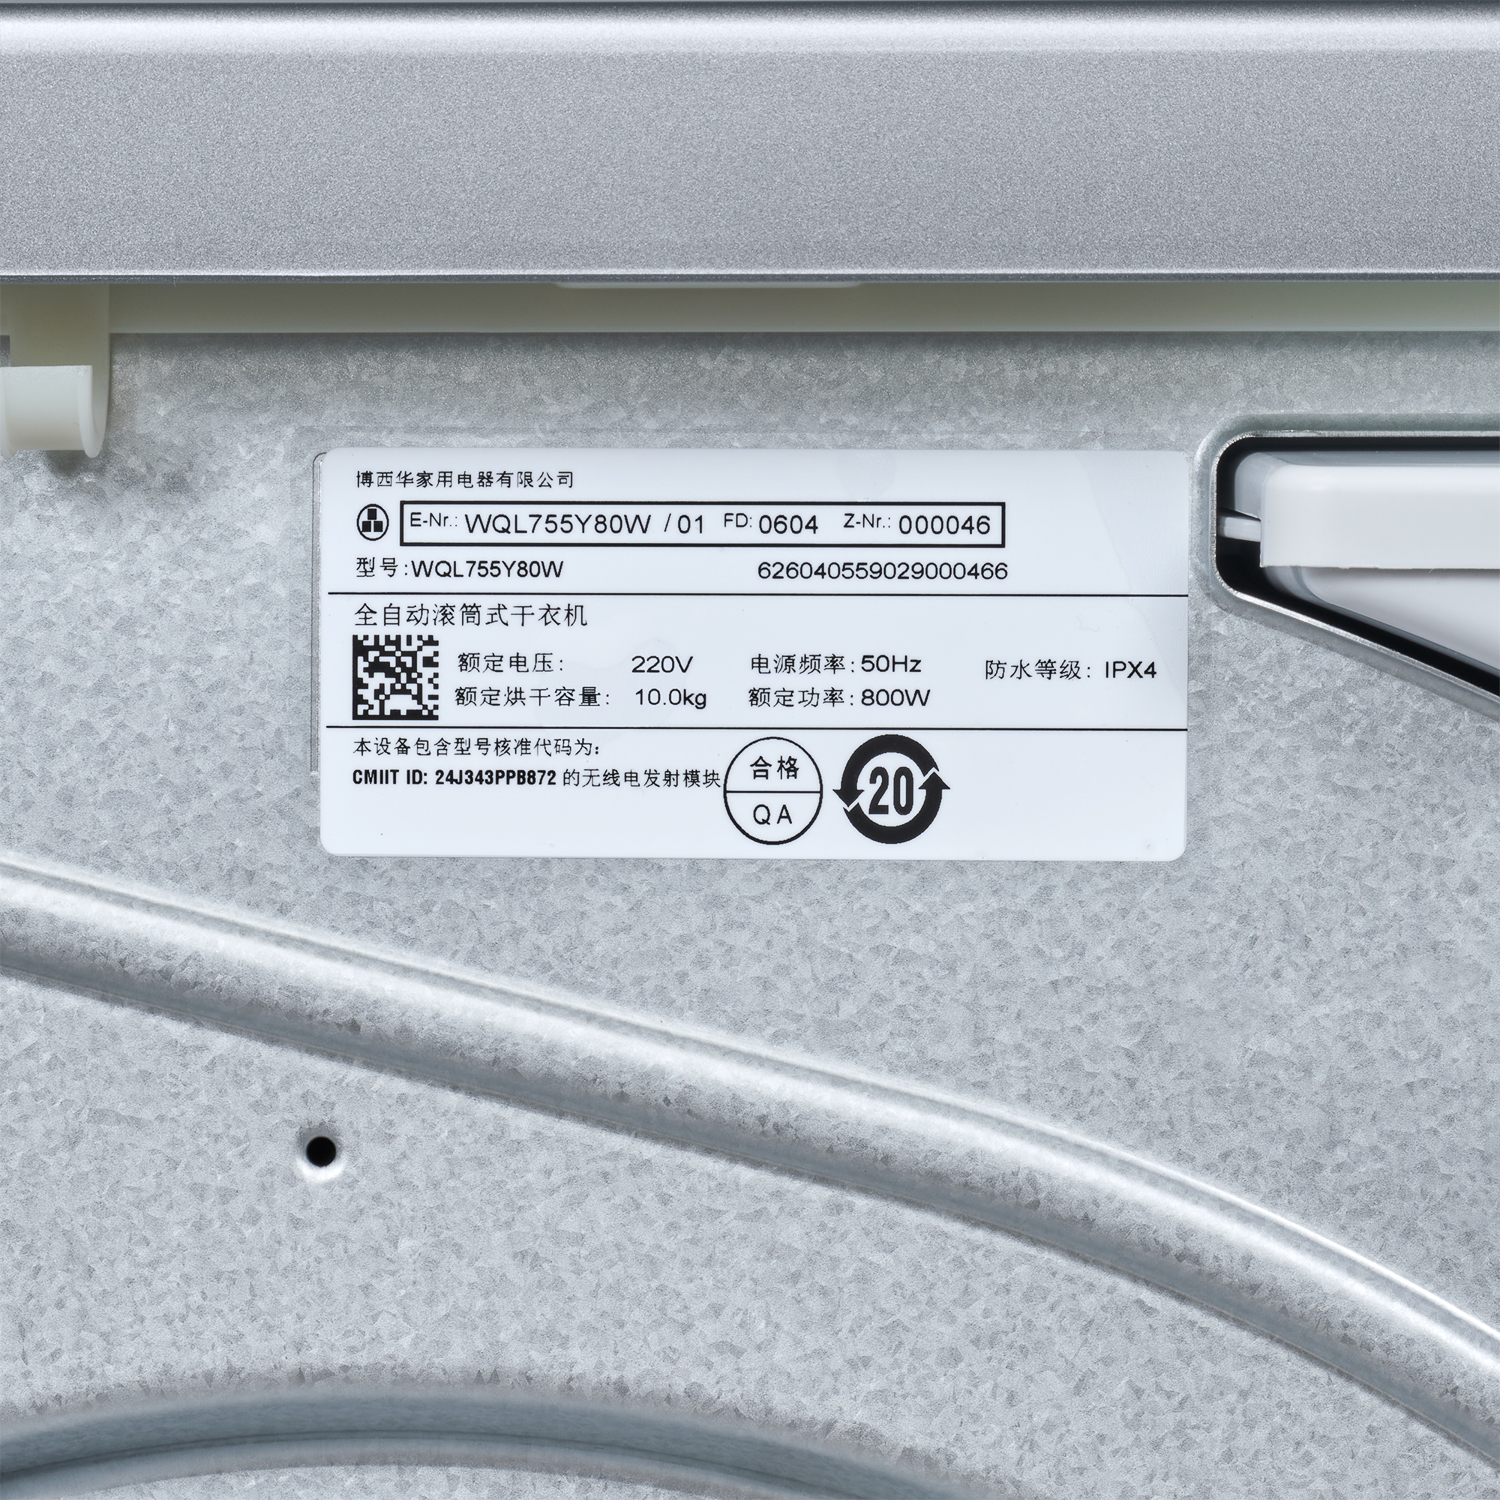 博西华家用电器有限公司
E-Nr.: WQL755Y80W / 01 FD: 0604 Z-Nr.: 000046
型号:WQL755Y80W 626040559029000466
全自动滚筒式干衣机
额定电压: 220V 电源频率: 50Hz 防水等级: IPX4
额定烘干容量: 10.0kg 额定功率: 800W
本设备包含型号核准代码为:
CMIIT ID: 24J343PPB872 的无线电发射模块
合格
QA
20